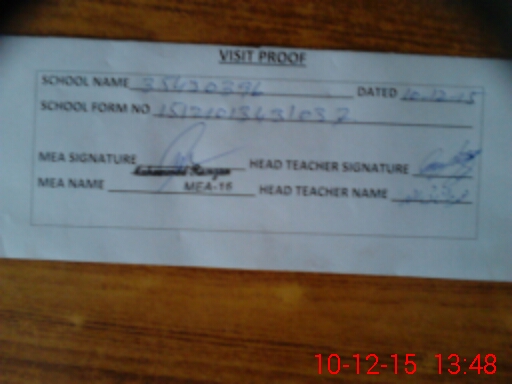 VISIT PROOF
SCHOOL NAME 35430396 DATED 10-12-15
SCHOOL FORM NO
MEA SIGNATURE HEAD TEACHER SIGNATURE
MEA NAME MEA-16 HEAD TEACHER NAME
10-12-15 13:48